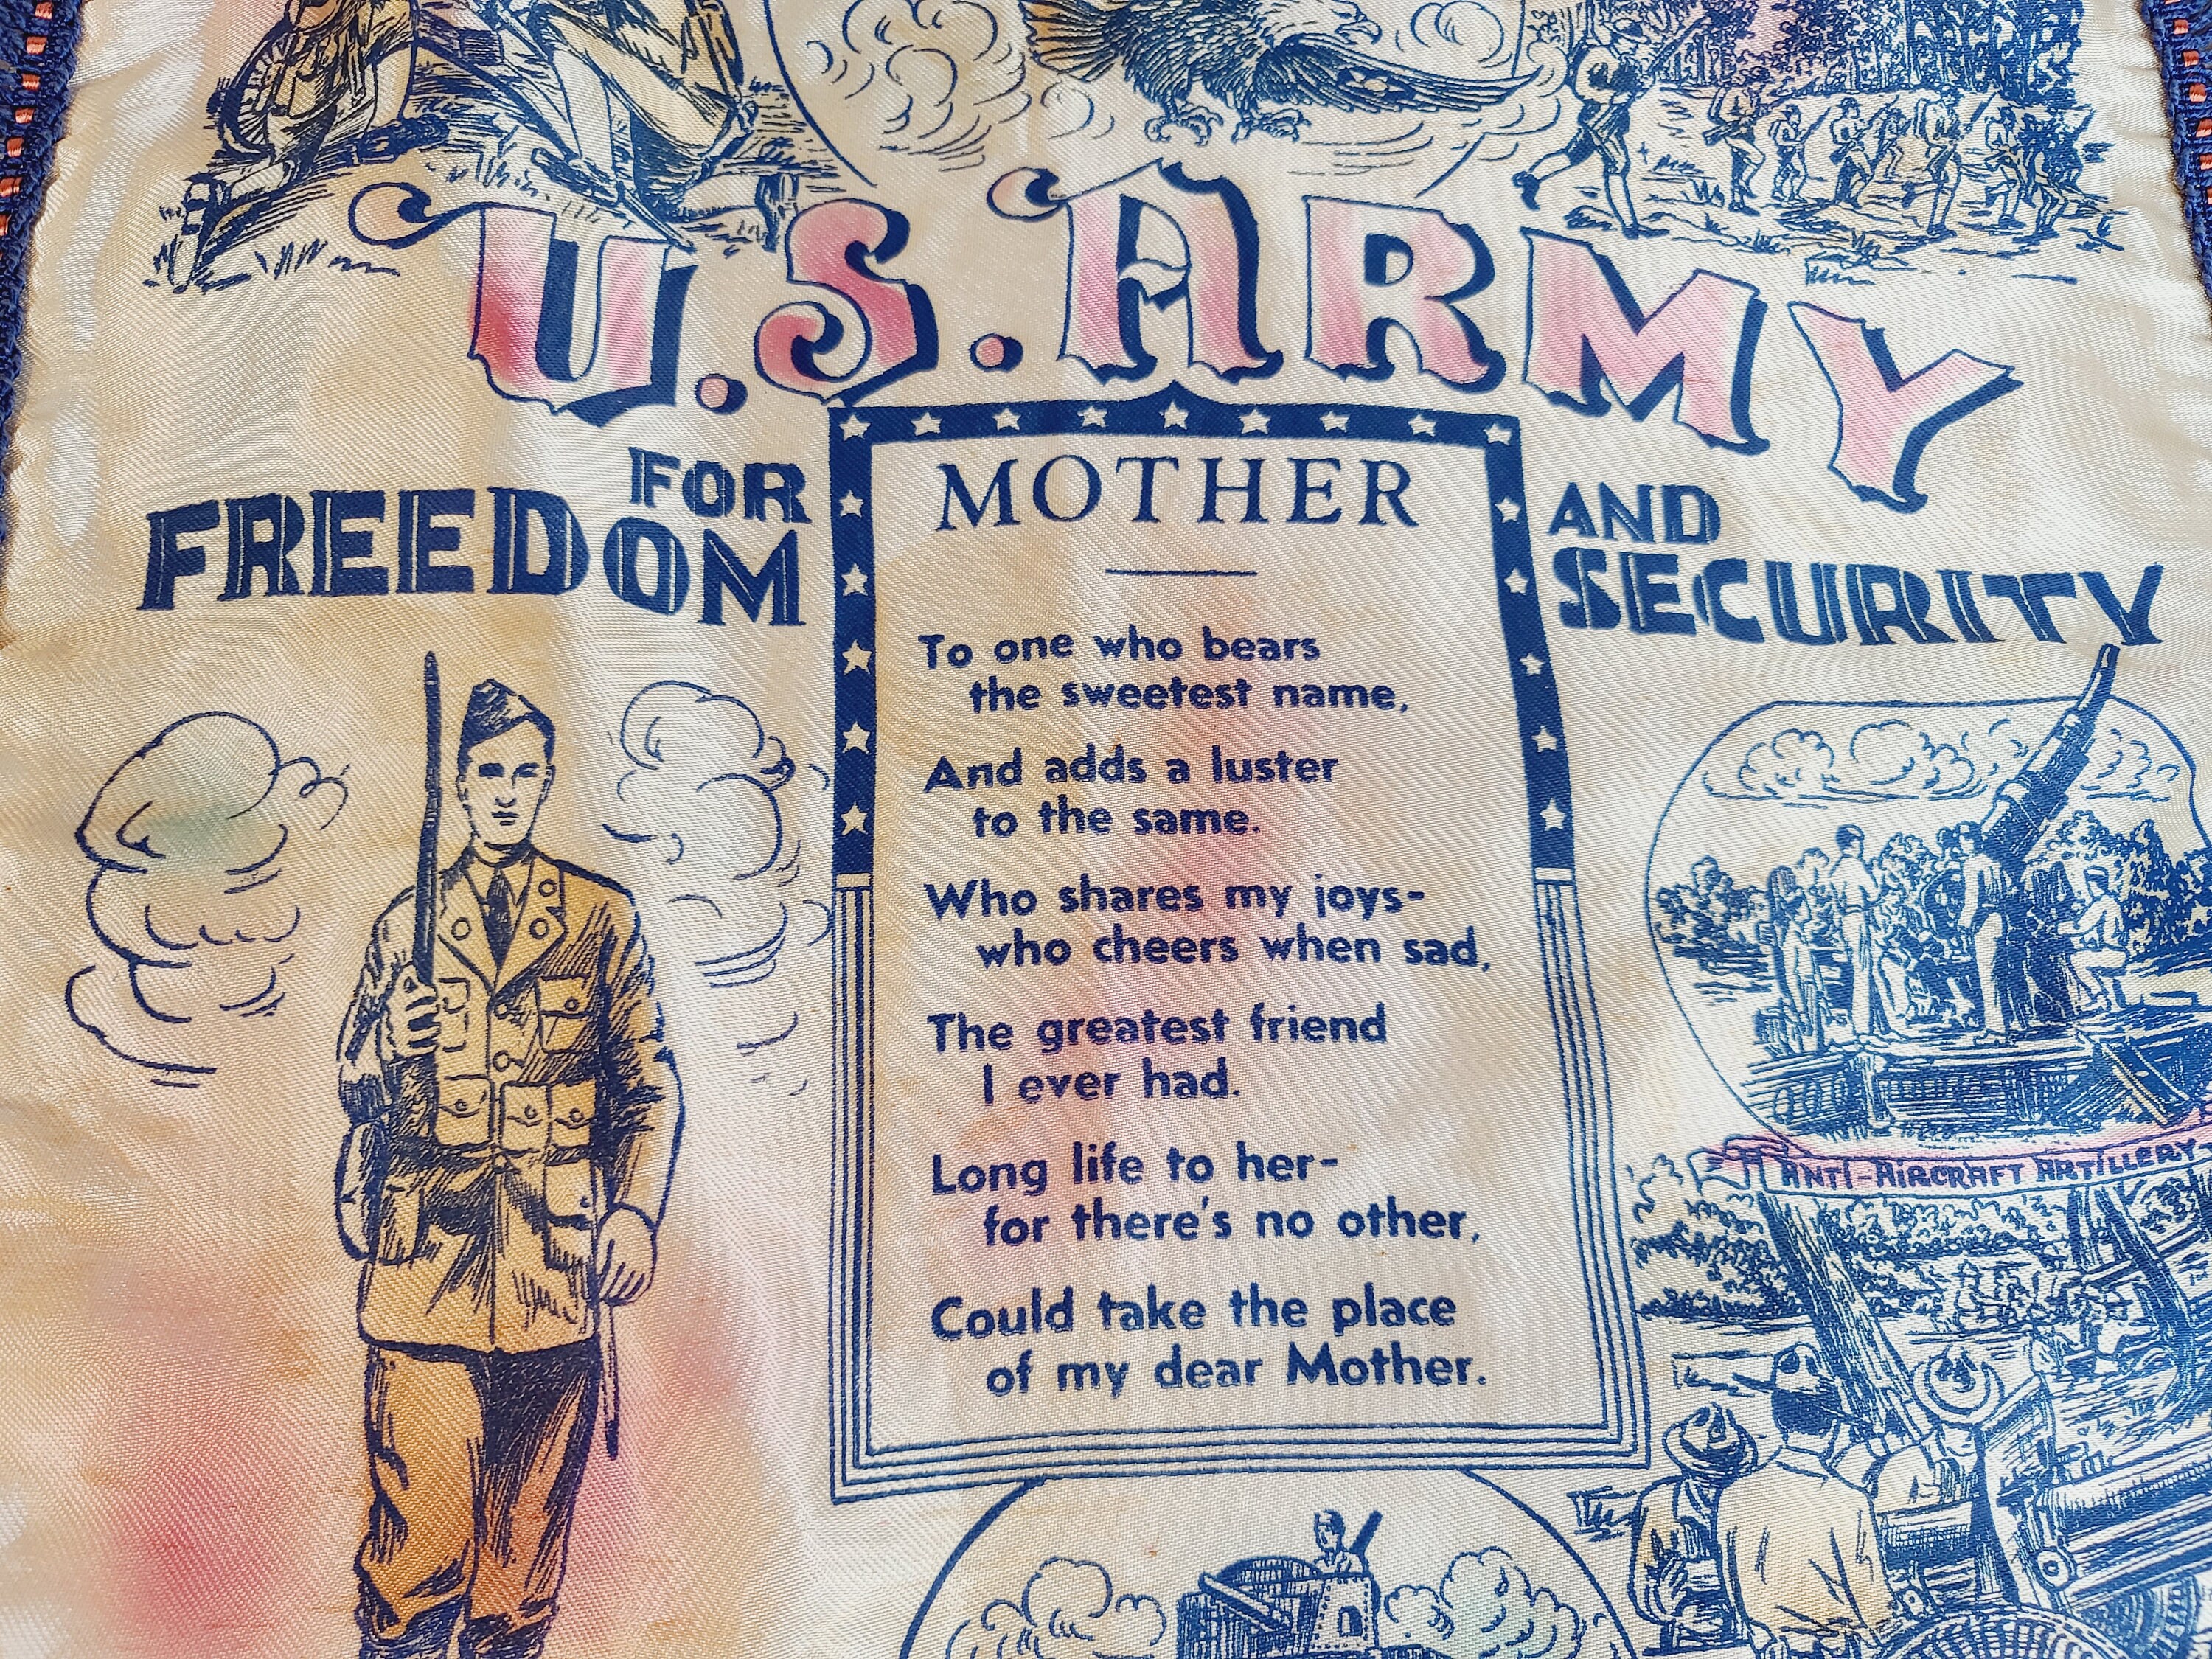 U.S. ARMY
FOR
FREEDOM
AND
SECURITY
MOTHER
To one who bears
the sweetest name,
And adds a luster
to the same.
Who shares my joys-
who cheers when sad,
The greatest friend
I ever had.
Long life to her-
for there's no other,
Could take the place
of my dear Mother.
ANTI-AIRCRAFT ARTILLERY